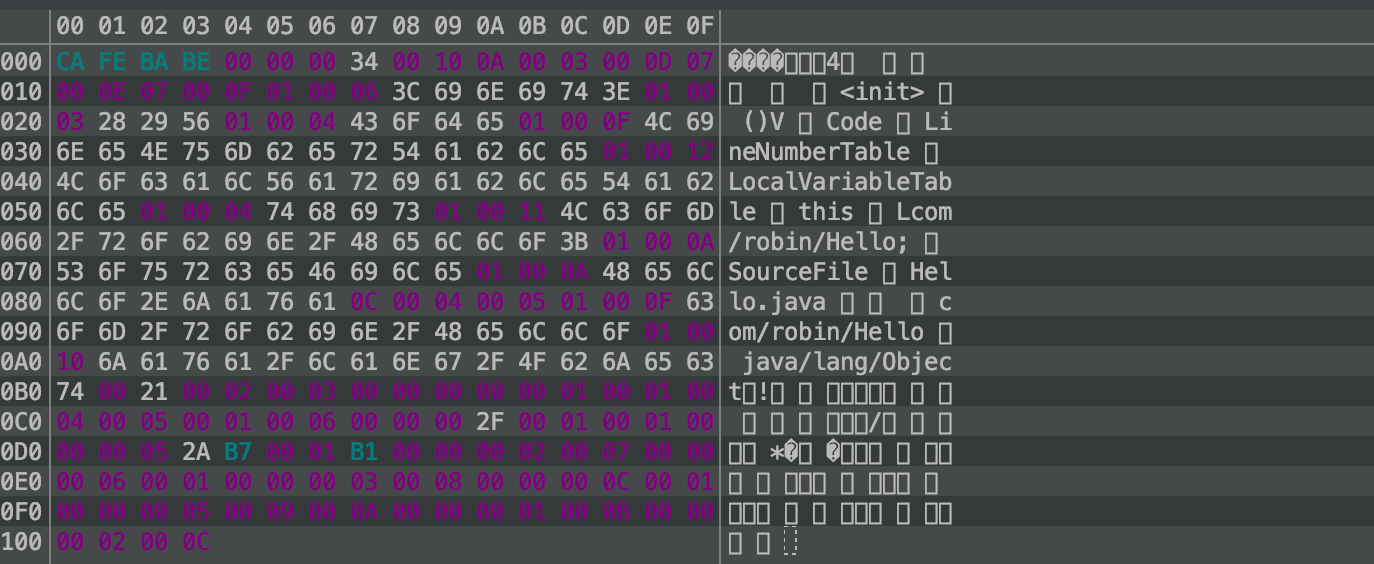 00 01 02 03 04 05 06 07 08 09 0A 0B 0C 0D 0E 0F
000 CA FE BA BE 00 00 00 34 00 10 0A 00 03 00 0D 07 ����▯▯▯4▯ ▯ ▯
010 00 0E 07 00 0F 01 00 06 3C 69 6E 69 74 3E 01 00 ▯ ▯ ▯ <init> ▯
020 03 28 29 56 01 00 04 43 6F 64 65 01 00 0F 4C 69 ()V ▯ Code ▯ Li
030 6E 65 4E 75 6D 62 65 72 54 61 62 6C 65 01 00 12 neNumberTable ▯
040 4C 6F 63 61 6C 56 61 72 69 61 62 6C 65 54 61 62 LocalVariableTab
050 6C 65 01 00 04 74 68 69 73 01 00 11 4C 63 6F 6D le ▯ this ▯ Lcom
060 2F 72 6F 62 69 6E 2F 48 65 6C 6C 6F 3B 01 00 0A /robin/Hello; ▯
070 53 6F 75 72 63 65 46 69 6C 65 01 00 0A 48 65 6C SourceFile ▯ Hel
080 6C 6F 2E 6A 61 76 61 0C 00 04 00 05 01 00 0F 63 lo.java ▯ ▯ ▯ c
090 6F 6D 2F 72 6F 62 69 6E 2F 48 65 6C 6C 6F 01 00 om/robin/Hello ▯
0A0 10 6A 61 76 61 2F 6C 61 6E 67 2F 4F 62 6A 65 63 java/lang/Objec
0B0 74 00 21 00 02 00 03 00 00 00 00 00 01 00 01 00 t▯!▯ ▯ ▯▯▯▯▯ ▯ ▯
0C0 04 00 05 00 01 00 06 00 00 00 2F 00 01 00 01 00 ▯ ▯ ▯ ▯▯▯/▯ ▯ ▯
0D0 00 00 05 2A B7 00 01 B1 00 00 00 02 00 07 00 00 ▯▯ *�▯ �▯▯▯ ▯ ▯▯
0E0 00 06 00 01 00 00 00 03 00 08 00 00 00 0C 00 01 ▯ ▯ ▯▯▯ ▯ ▯▯▯ ▯
0F0 00 00 00 05 00 09 00 0A 00 00 00 01 00 0B 00 00 ▯▯▯ ▯ ▯ ▯▯▯ ▯ ▯▯
100 00 02 00 0C ▯ ▯